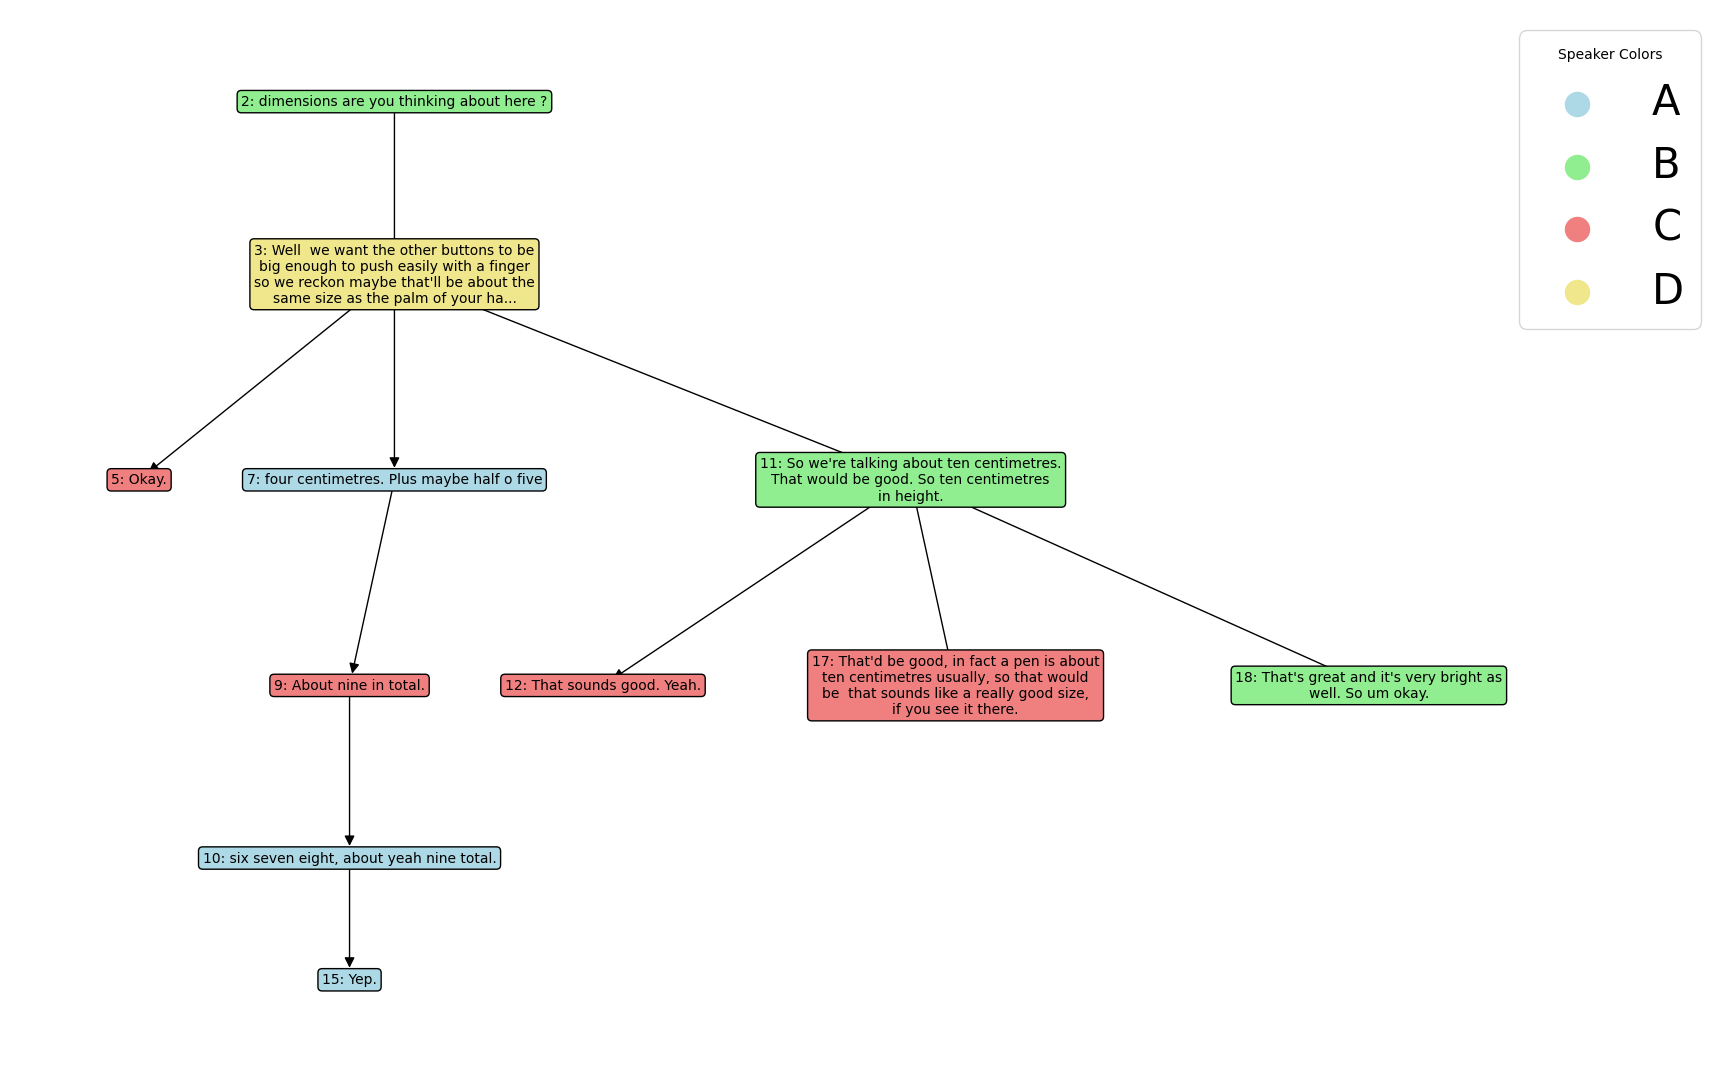 Speaker Colors
A
B
C
D
2: dimensions are you thinking about here ?
3: Well  we want the other buttons to be
big enough to push easily with a finger
so we reckon maybe that'll be about the
same size as the palm of your ha...
5: Okay.
7: four centimetres. Plus maybe half o five
11: So we're talking about ten centimetres.
That would be good. So ten centimetres
in height.
9: About nine in total.
12: That sounds good. Yeah.
17: That'd be good, in fact a pen is about
ten centimetres usually, so that would
be  that sounds like a really good size,
if you see it there.
18: That's great and it's very bright as
well. So um okay.
10: six seven eight, about yeah nine total.
15: Yep.